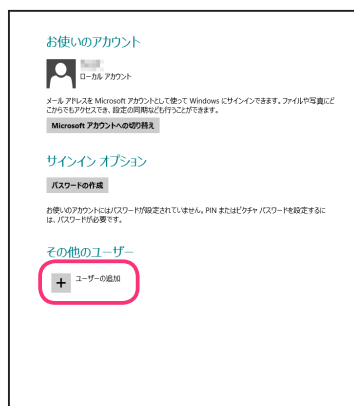 お使いのアカウント
ローカル アカウント
メール アドレスを Microsoft アカウントとして使って Windows にサインインできます。ファイルや写真にど
こからでもアクセスでき、設定の同期なども行うことができます。
Microsoft アカウントへの切り替え
サインイン オプション
パスワードの作成
お使いのアカウントにはパスワードが設定されていません。PIN またはピクチャ パスワードを設定するに
は、パスワードが必要です。
その他のユーザー
ユーザーの追加